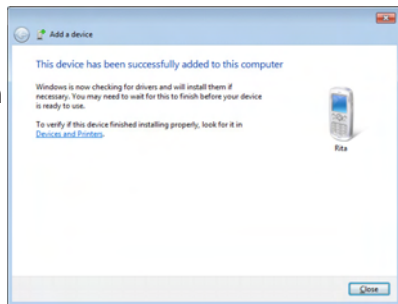 Add a device
This device has been successfully added to this computer
Windows is now checking for drivers and will install them if
necessary. You may need to wait for this to finish before your device
is ready to use.
To verify if this device finished installing properly, look for it in
Devices and Printers.
Rita
Close